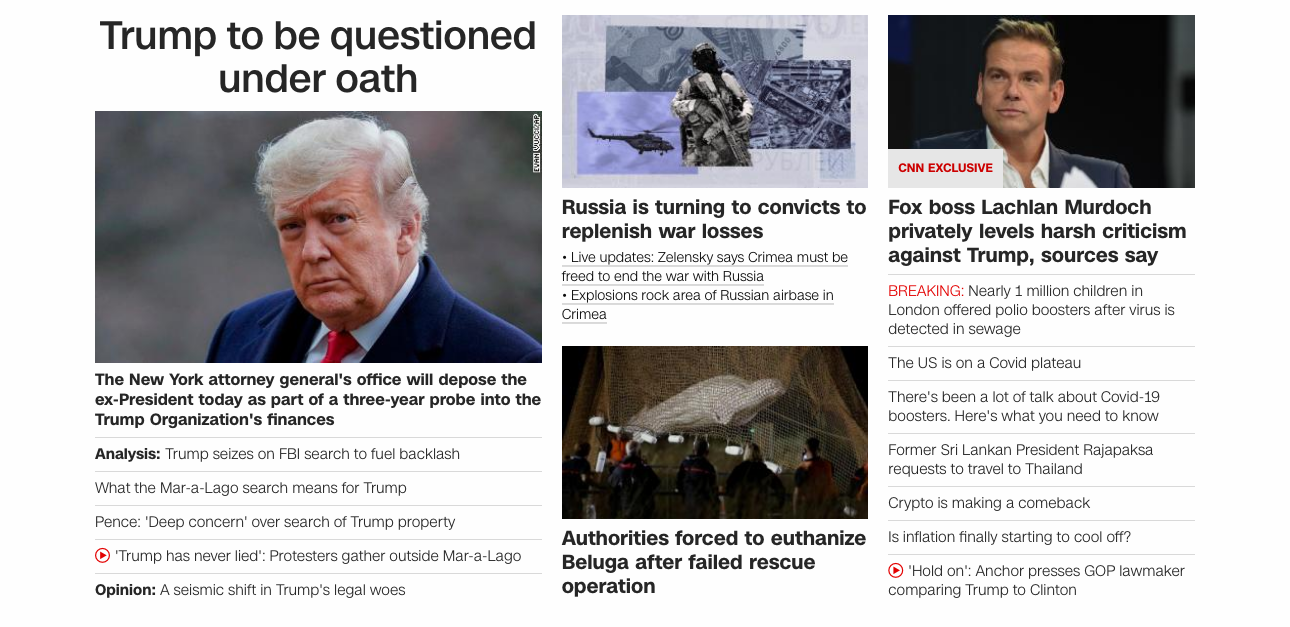 Trump to be questioned
under oath
EVAN VUCCI/AP
The New York attorney general's office will depose the
ex-President today as part of a three-year probe into the
Trump Organization's finances
Analysis: Trump seizes on FBI search to fuel backlash
What the Mar-a-Lago search means for Trump
Pence: 'Deep concern' over search of Trump property
'Trump has never lied': Protesters gather outside Mar-a-Lago
Opinion: A seismic shift in Trump's legal woes
РУБЛЕЙ
Russia is turning to convicts to
replenish war losses
• Live updates: Zelensky says Crimea must be
freed to end the war with Russia
• Explosions rock area of Russian airbase in
Crimea
Authorities forced to euthanize
Beluga after failed rescue
operation
CNN EXCLUSIVE
Fox boss Lachlan Murdoch
privately levels harsh criticism
against Trump, sources say
BREAKING: Nearly 1 million children in
London offered polio boosters after virus is
detected in sewage
The US is on a Covid plateau
There's been a lot of talk about Covid-19
boosters. Here's what you need to know
Former Sri Lankan President Rajapaksa
requests to travel to Thailand
Crypto is making a comeback
Is inflation finally starting to cool off?
'Hold on': Anchor presses GOP lawmaker
comparing Trump to Clinton